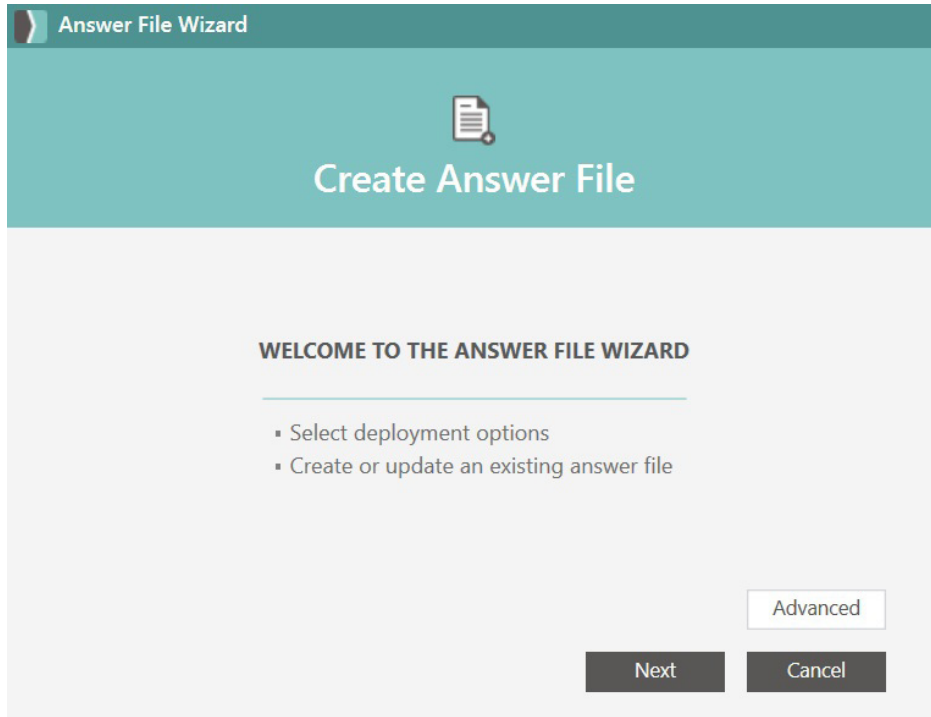 Answer File Wizard
Create Answer File
WELCOME TO THE ANSWER FILE WIZARD
▪ Select deployment options
▪ Create or update an existing answer file
Advanced
Next
Cancel